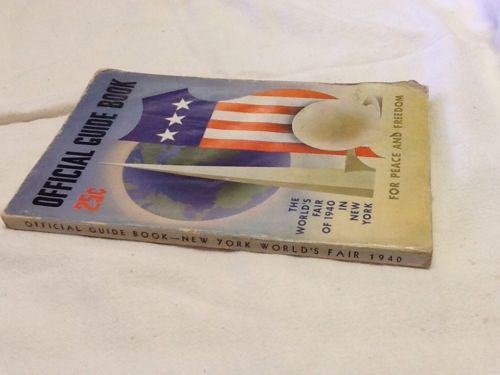 OFFICIAL GUIDE BOOK
25¢
THE
WORLD'S
FAIR
OF 1940
IN
NEW
YORK
FOR PEACE AND FREEDOM
OFFICIAL GUIDE BOOK—NEW YORK WORLD'S FAIR 1940